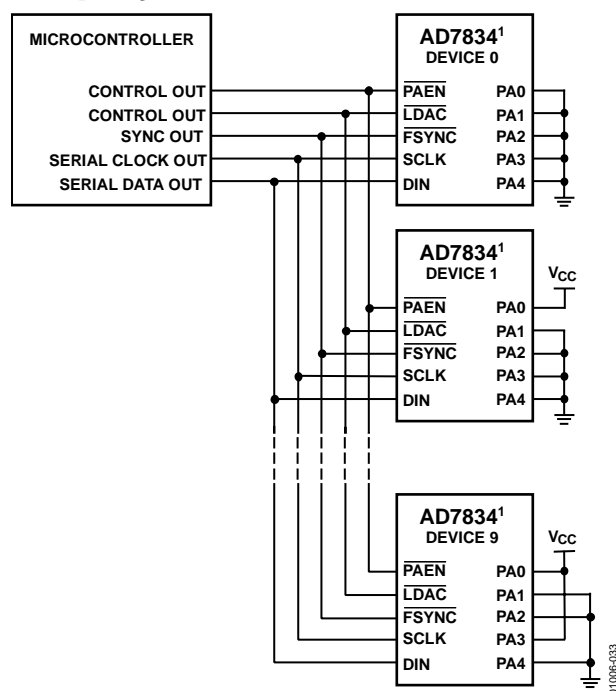 MICROCONTROLLER
CONTROL OUT
CONTROL OUT
SYNC OUT
SERIAL CLOCK OUT
SERIAL DATA OUT
AD7834¹
DEVICE 0
PAEN PA0
LDAC PA1
FSYNC PA2
SCLK PA3
DIN PA4
AD7834¹
DEVICE 1
VCC
PAEN PA0
LDAC PA1
FSYNC PA2
SCLK PA3
DIN PA4
AD7834¹
DEVICE 9
VCC
PAEN PA0
LDAC PA1
FSYNC PA2
SCLK PA3
DIN PA4